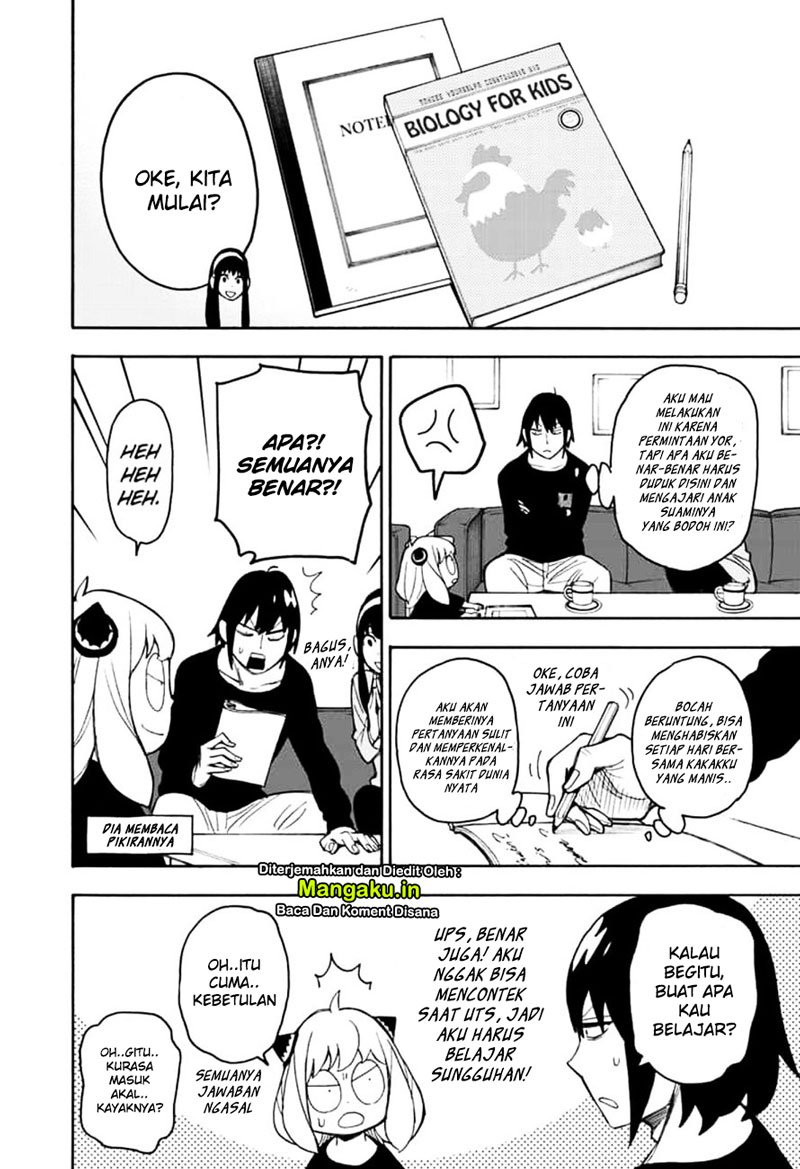 OKE, KITA
MULAI?
NOTE
BIOLOGY FOR KIDS
AKU MAU
MELAKUKAN
INI KARENA
PERMINTAAN YOR,
TAPI APA AKU BE-
NAR-BENAR HARUS
DUDUK DISINI DAN
MENGAJARI ANAK
SUAMINYA
YANG BODOH INI?
BOCAH
BERUNTUNG, BISA
MENGHABISKAN
SETIAP HARI BER-
SAMA KAKAKKU
YANG MANIS..
OKE, COBA
JAWAB PER-
TANYAAN
INI
AKU AKAN
MEMBERINYA
PERTANYAAN SULIT
DAN MEMPERKENAL-
KANNYA PADA
RASA SAKIT DUNIA
NYATA
APA?!
SEMUANYA
BENAR?!
HEH
HEH
HEH.
BAGUS,
ANYA!
DIA MEMBACA
PIKIRANNYA
Diterjemahkan dan Diedit Oleh :
Mangaku.in
Baca Dan Koment Disana
KALAU
BEGITU,
BUAT APA
KAU
BELAJAR?
UPS, BENAR
JUGA! AKU
NGGAK BISA
MENCONTEK
SAAT UTS, JADI
AKU HARUS
BELAJAR
SUNGGUHAN!
OH..ITU
CUMA..
KEBETULAN
SEMUANYA
JAWABAN
NGASAL
OH..GITU..
KURASA
MASUK
AKAL..
KAYAKNYA?